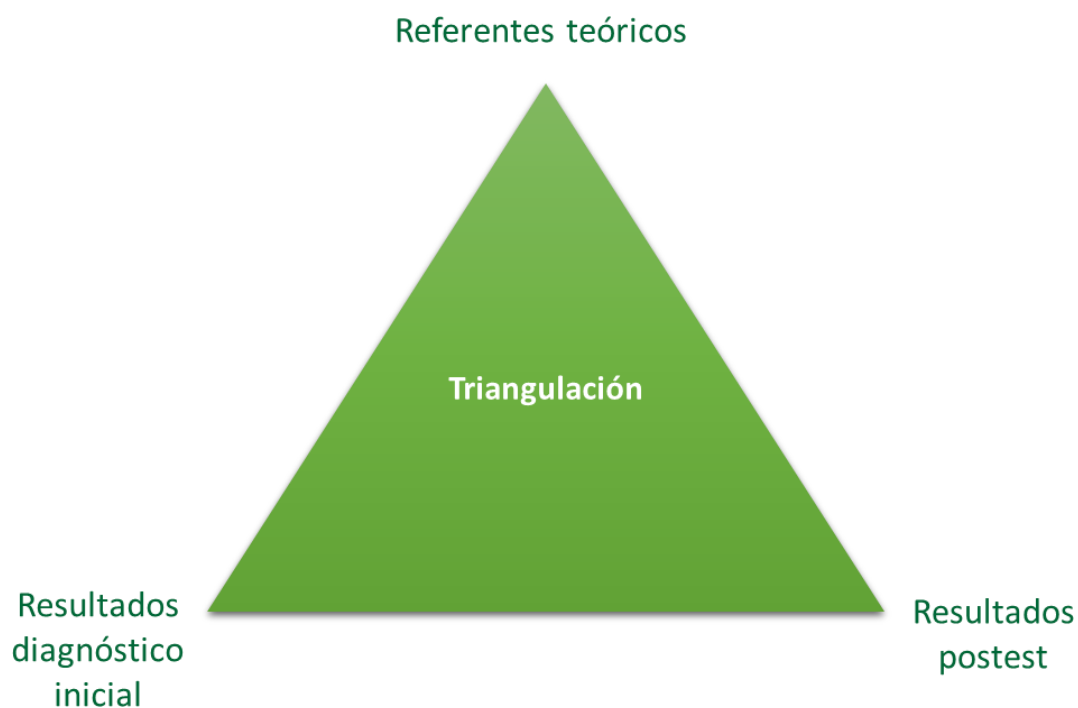 Referentes teóricos
Triangulación
Resultados
diagnóstico
inicial
Resultados
postest